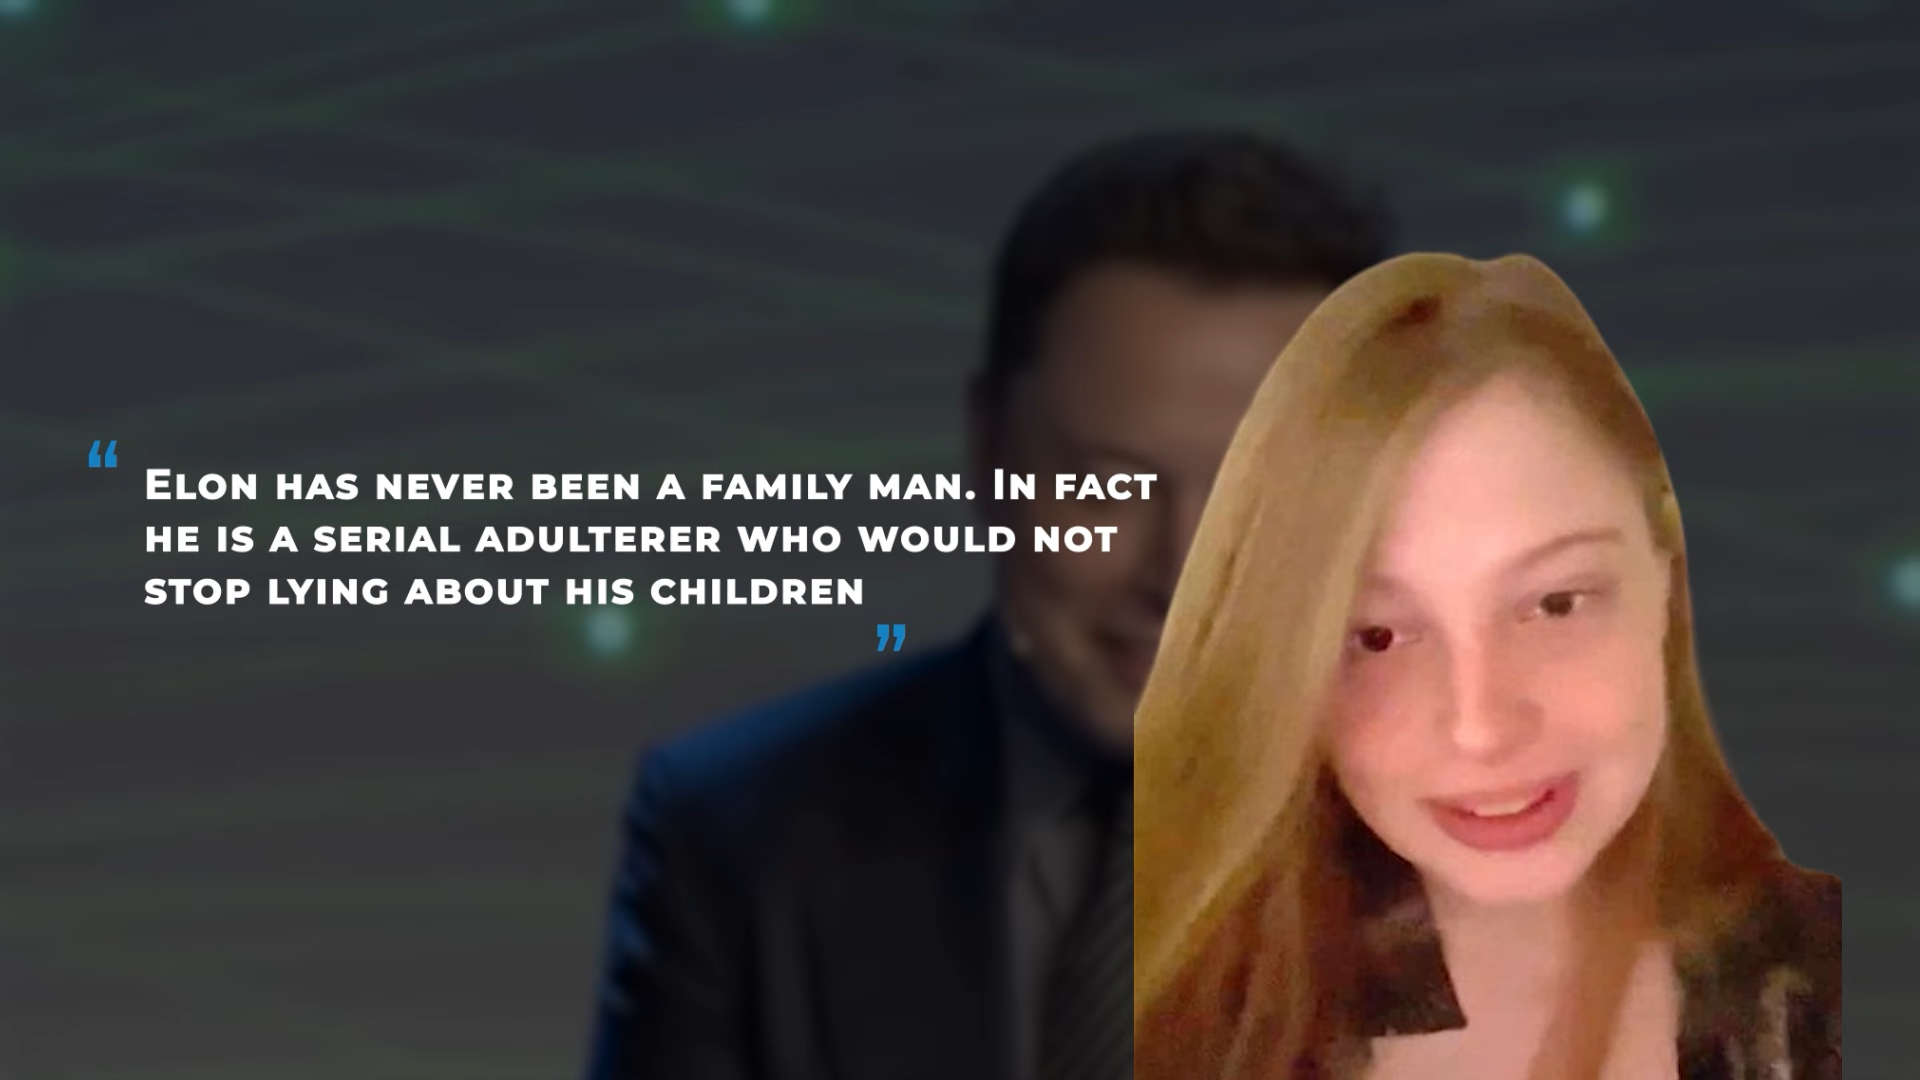 “ Elon has never been a family man. In fact
he is a serial adulterer who would not
stop lying about his children ”